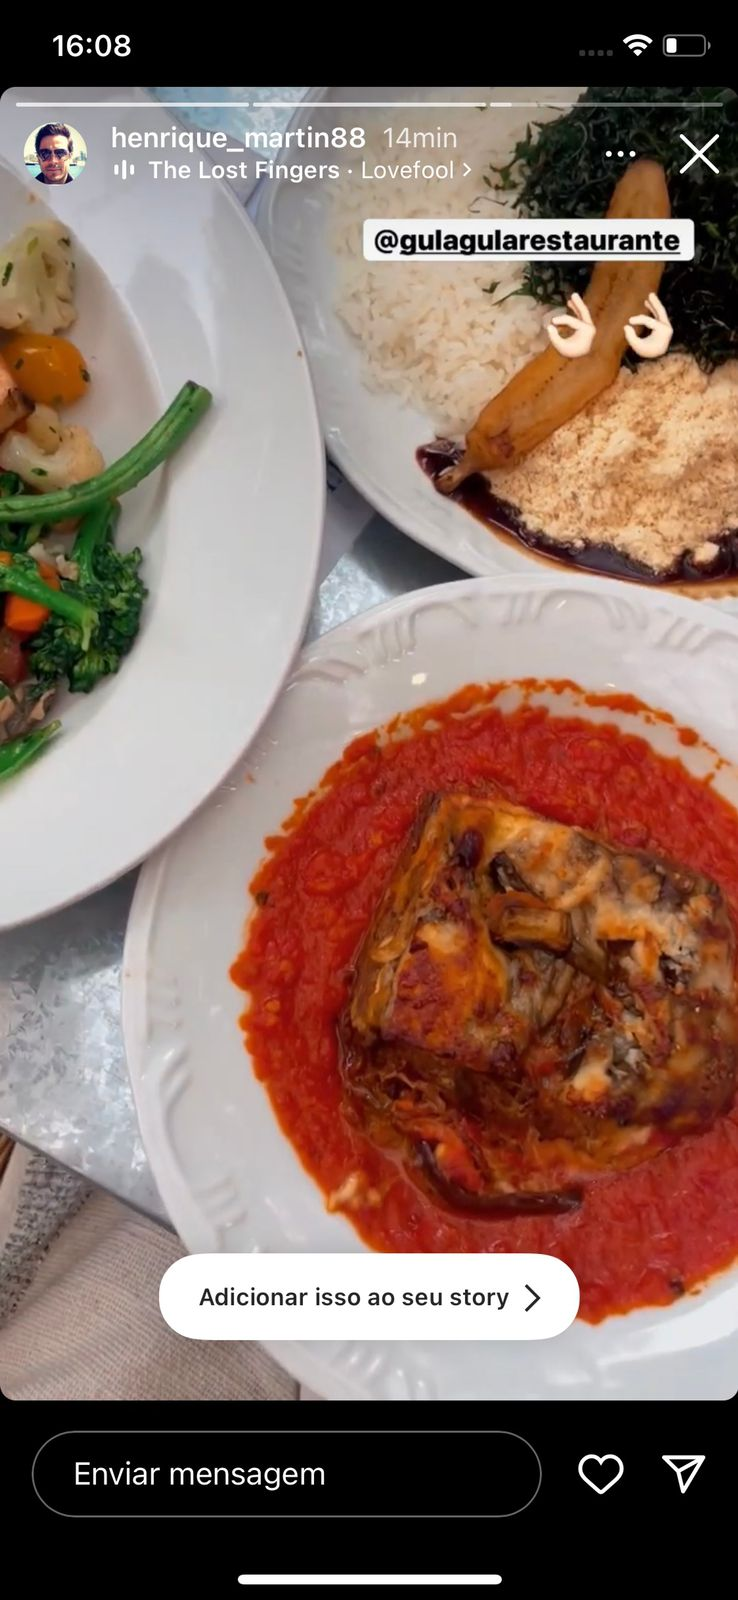 16:08
henrique_martin88 14min
The Lost Fingers · Lovefool >
@gulagularestaurante
Adicionar isso ao seu story >
Enviar mensagem